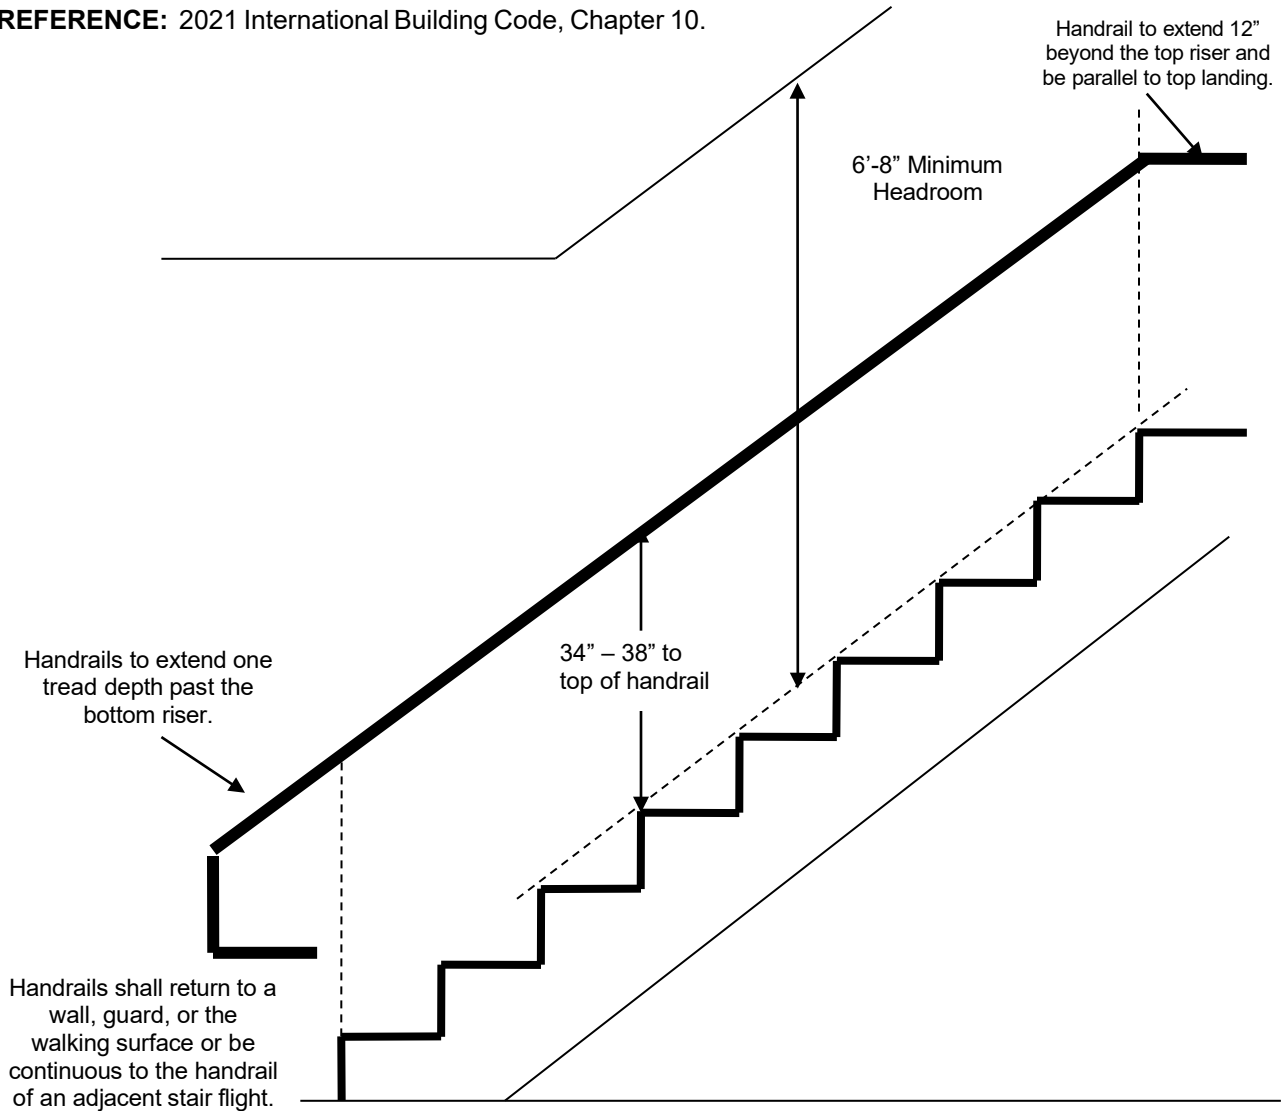 REFERENCE: 2021 International Building Code, Chapter 10.
Handrail to extend 12”
beyond the top riser and
be parallel to top landing.
6’-8” Minimum
Headroom
34” – 38” to
top of handrail
Handrails to extend one
tread depth past the
bottom riser.
Handrails shall return to a
wall, guard, or the
walking surface or be
continuous to the handrail
of an adjacent stair flight.